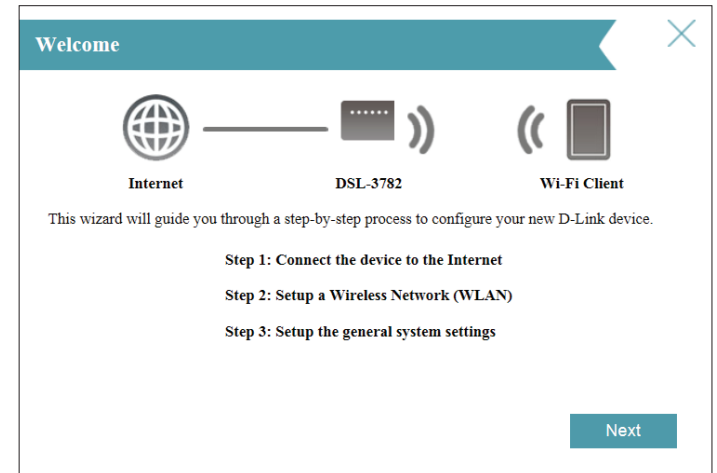 Welcome
Internet
DSL-3782
Wi-Fi Client
This wizard will guide you through a step-by-step process to configure your new D-Link device.
Step 1: Connect the device to the Internet
Step 2: Setup a Wireless Network (WLAN)
Step 3: Setup the general system settings
Next